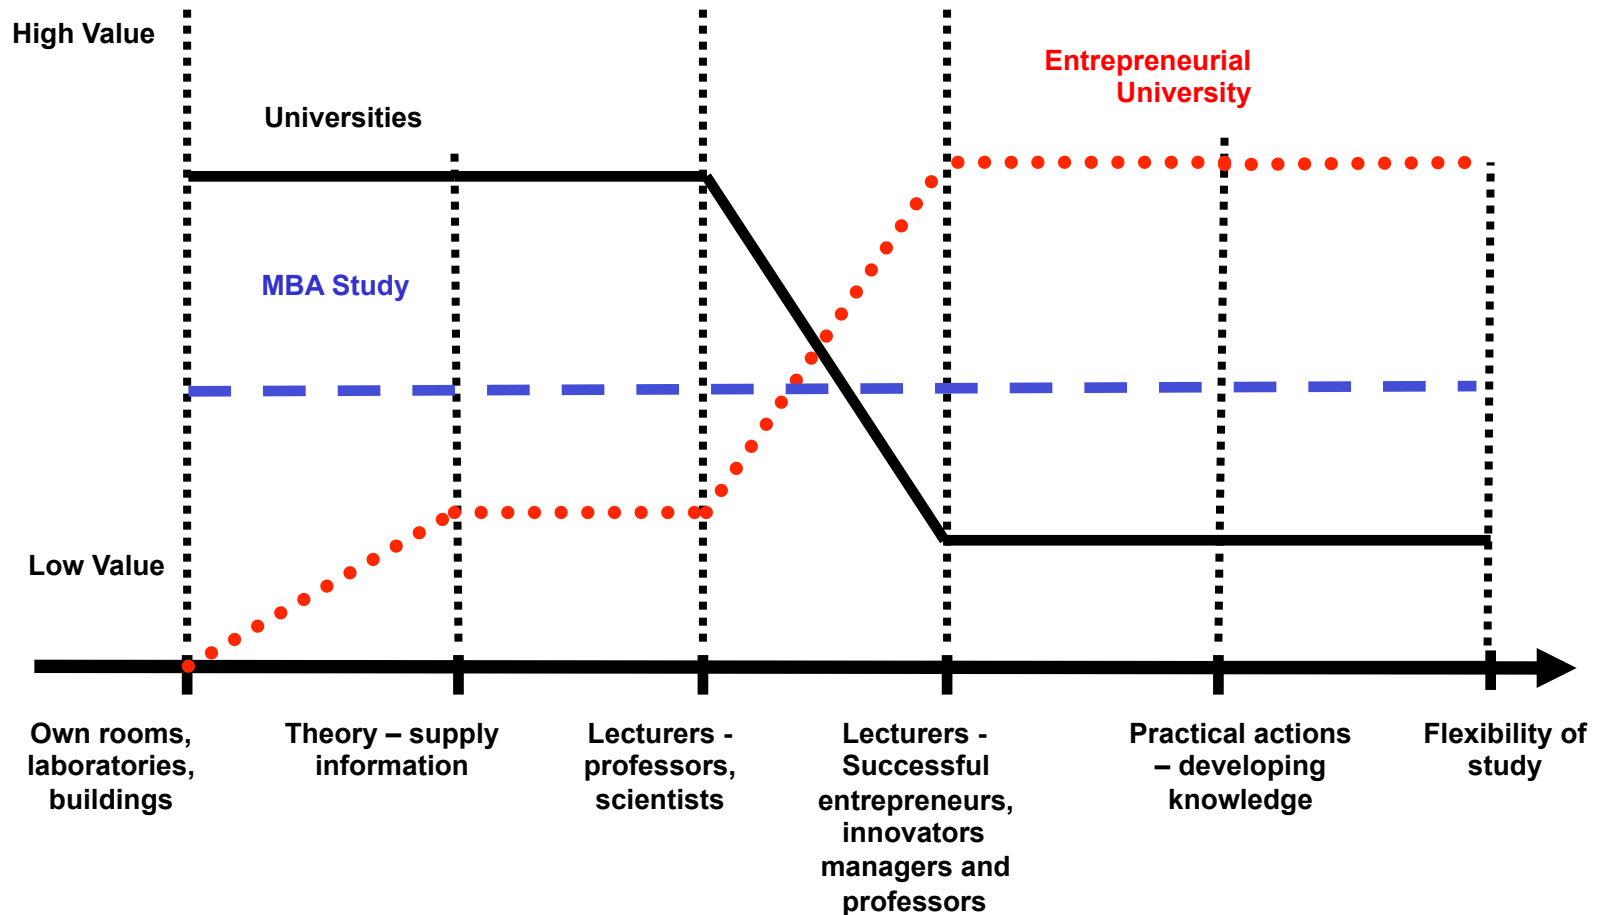 High Value
Entrepreneurial
University
Universities
MBA Study
Low Value
Own rooms,
laboratories,
buildings
Theory – supply
information
Lecturers -
professors,
scientists
Lecturers -
Successful
entrepreneurs,
innovators
managers and
professors
Practical actions
– developing
knowledge
Flexibility of
study